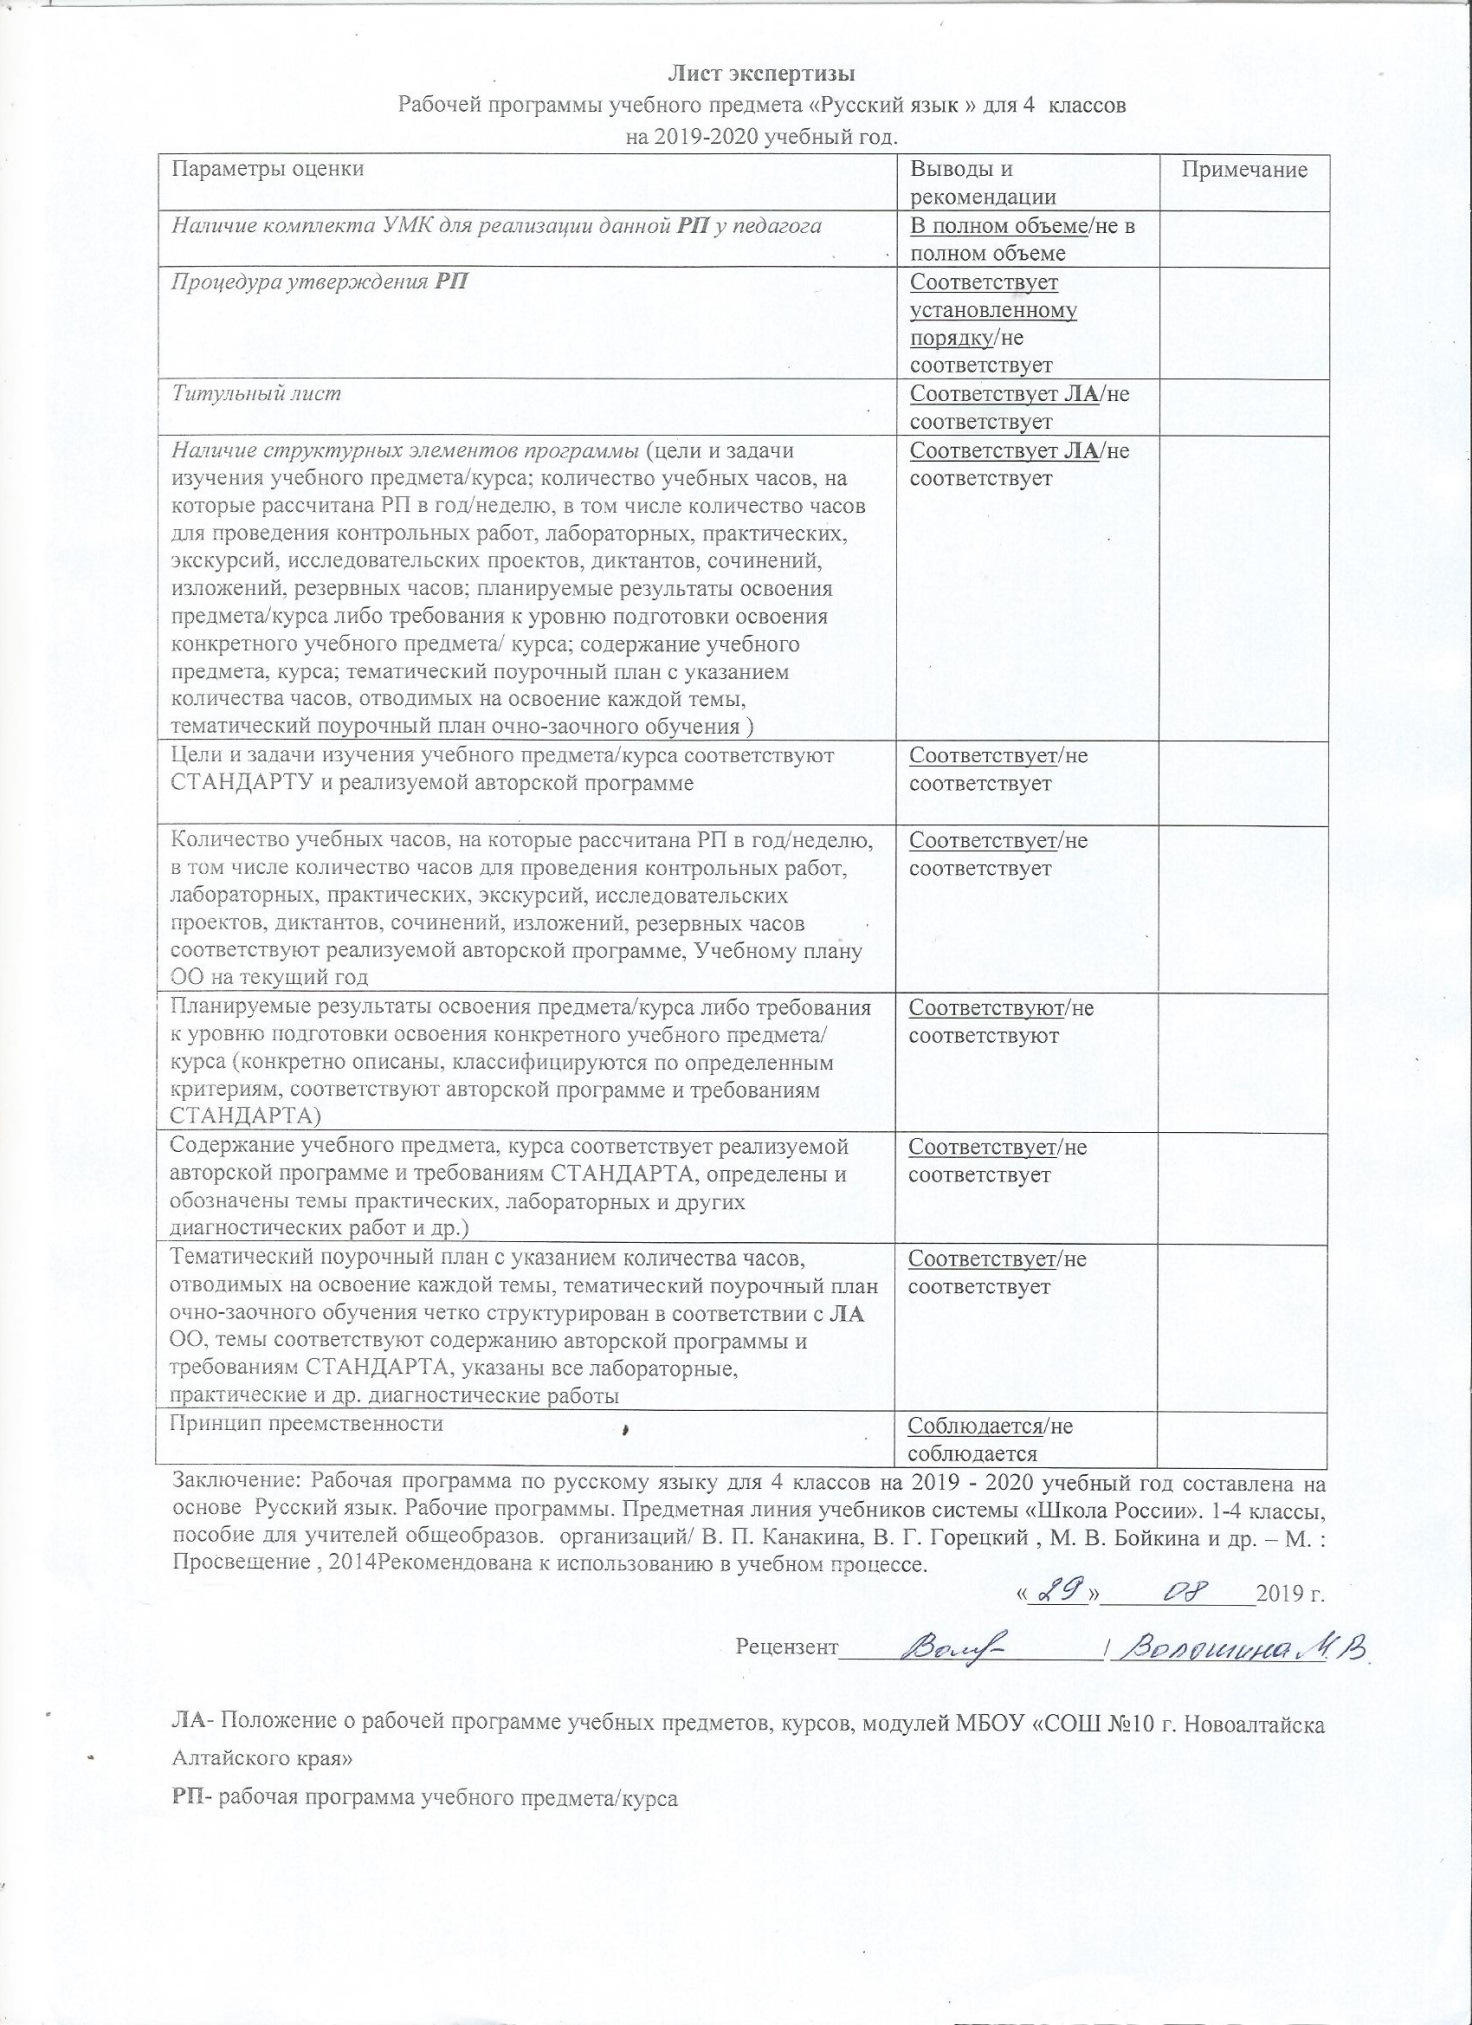 Лист экспертизы
Рабочей программы учебного предмета «Русский язык » для 4 классов
на 2019-2020 учебный год.
Параметры оценки
Выводы и
рекомендации
Примечание
Наличие комплекта УМК для реализации данной РП у педагога
В полном объеме/не в
полном объеме
Процедура утверждения РП
Соответствует
установленному
порядку/не
соответствует
Титульный лист
Соответствует ЛА/не
соответствует
Наличие структурных элементов программы (цели и задачи
изучения учебного предмета/курса; количество учебных часов, на
которые рассчитана РП в год/неделю, в том числе количество часов
для проведения контрольных работ, лабораторных, практических,
экскурсий, исследовательских проектов, диктантов, сочинений,
изложений, резервных часов; планируемые результаты освоения
предмета/курса либо требования к уровню подготовки освоения
конкретного учебного предмета/ курса; содержание учебного
предмета, курса; тематический поурочный план с указанием
количества часов, отводимых на освоение каждой темы,
тематический поурочный план очно-заочного обучения )
Соответствует ЛА/не
соответствует
Цели и задачи изучения учебного предмета/курса соответствуют
СТАНДАРТУ и реализуемой авторской программе
Соответствует/не
соответствует
Количество учебных часов, на которые рассчитана РП в год/неделю,
в том числе количество часов для проведения контрольных работ,
лабораторных, практических, экскурсий, исследовательских
проектов, диктантов, сочинений, изложений, резервных часов
соответствуют реализуемой авторской программе, Учебному плану
ОО на текущий год
Соответствует/не
соответствует
Планируемые результаты освоения предмета/курса либо требования
к уровню подготовки освоения конкретного учебного предмета/
курса (конкретно описаны, классифицируются по определенным
критериям, соответствуют авторской программе и требованиям
СТАНДАРТА)
Соответствуют/не
соответствуют
Содержание учебного предмета, курса соответствует реализуемой
авторской программе и требованиям СТАНДАРТА, определены и
обозначены темы практических, лабораторных и других
диагностических работ и др.)
Соответствует/не
соответствует
Тематический поурочный план с указанием количества часов,
отводимых на освоение каждой темы, тематический поурочный план
очно-заочного обучения четко структурирован в соответствии с ЛА
ОО, темы соответствуют содержанию авторской программы и
требованиям СТАНДАРТА, указаны все лабораторные,
практические и др. диагностические работы
Соответствует/не
соответствует
Принцип преемственности
Соблюдается/не
соблюдается
Заключение: Рабочая программа по русскому языку для 4 классов на 2019 - 2020 учебный год составлена на
основе Русский язык. Рабочие программы. Предметная линия учебников системы «Школа России». 1-4 классы,
пособие для учителей общеобразов. организаций/ В. П. Канакина, В. Г. Горецкий , М. В. Бойкина и др. – М. :
Просвещение , 2014Рекомендована к использованию в учебном процессе.
«29» 08 2019 г.
Рецензент / Волошина М.В.
ЛА- Положение о рабочей программе учебных предметов, курсов, модулей МБОУ «СОШ №10 г. Новоалтайска
Алтайского края»
РП- рабочая программа учебного предмета/курса